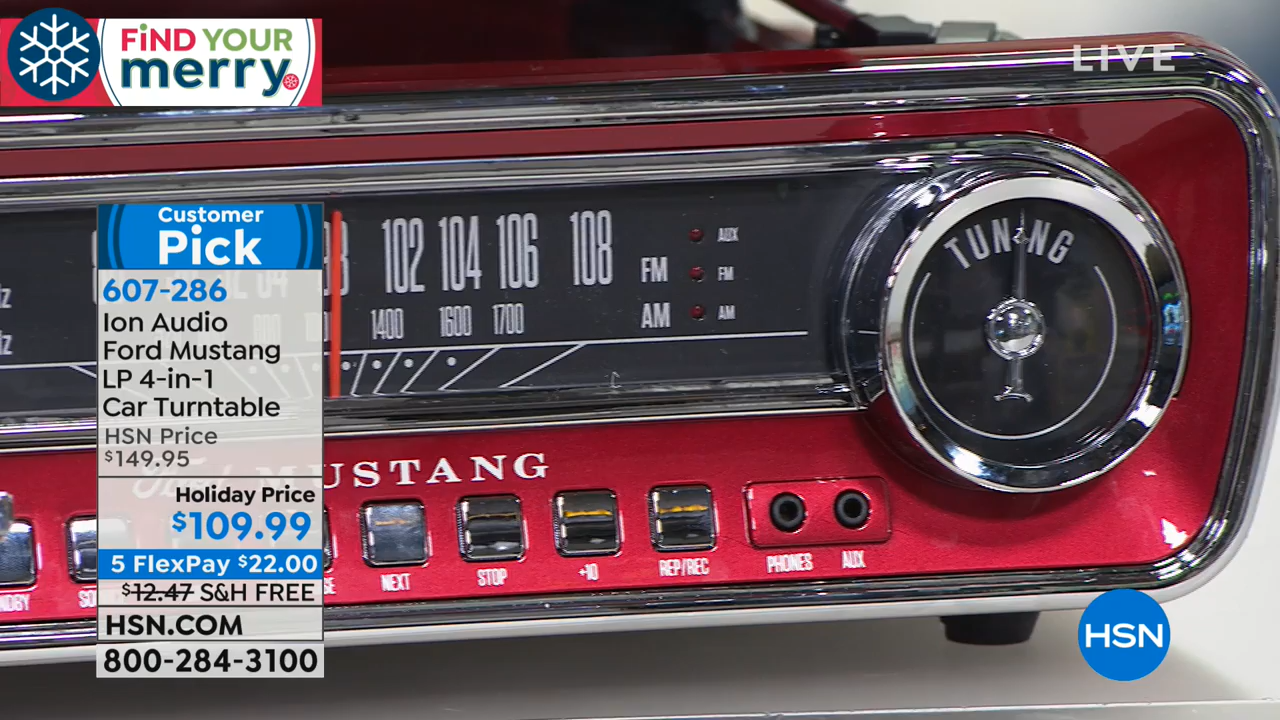 FiND YOUR
merry
LIVE
Customer
Pick
607-286
Ion Audio
Ford Mustang
LP 4-in-1
Car Turntable
HSN Price
$149.95
Holiday Price
$109.99
5 FlexPay $22.00
$12.47 S&H FREE
HSN.COM
800-284-3100
102 104 106 108
FM
AM
1400 1600 1700
AUX
FM
AM
TUNING
MUSTANG
NEXT
STOP
+10
REP/REC
PHONES
AUX
HSN